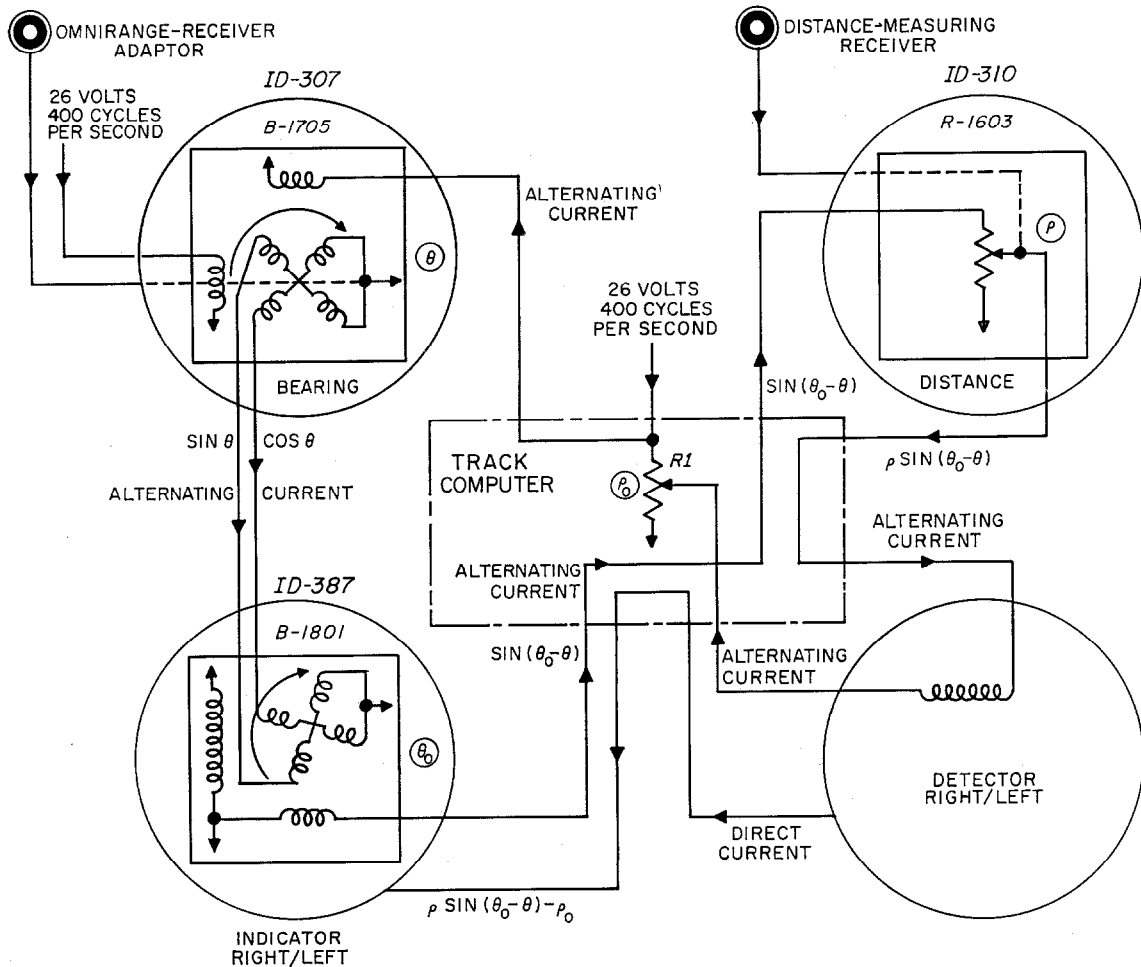 OMNIRANGE-RECEIVER
ADAPTOR
DISTANCE-MEASURING
RECEIVER
26 VOLTS
400 CYCLES
PER SECOND
ID-307
B-1705
θ
BEARING
ALTERNATING
CURRENT
ID-310
R-1603
ρ
DISTANCE
26 VOLTS
400 CYCLES
PER SECOND
SIN (θ₀-θ)
SIN θ
COS θ
ALTERNATING
CURRENT
TRACK
COMPUTER
R1
ρ₀
ρ SIN (θ₀-θ)
ALTERNATING
CURRENT
ALTERNATING
CURRENT
ID-387
B-1801
θ₀
SIN (θ₀-θ)
ALTERNATING
CURRENT
DETECTOR
RIGHT/LEFT
DIRECT
CURRENT
ρ SIN (θ₀-θ)-ρ₀
INDICATOR
RIGHT/LEFT